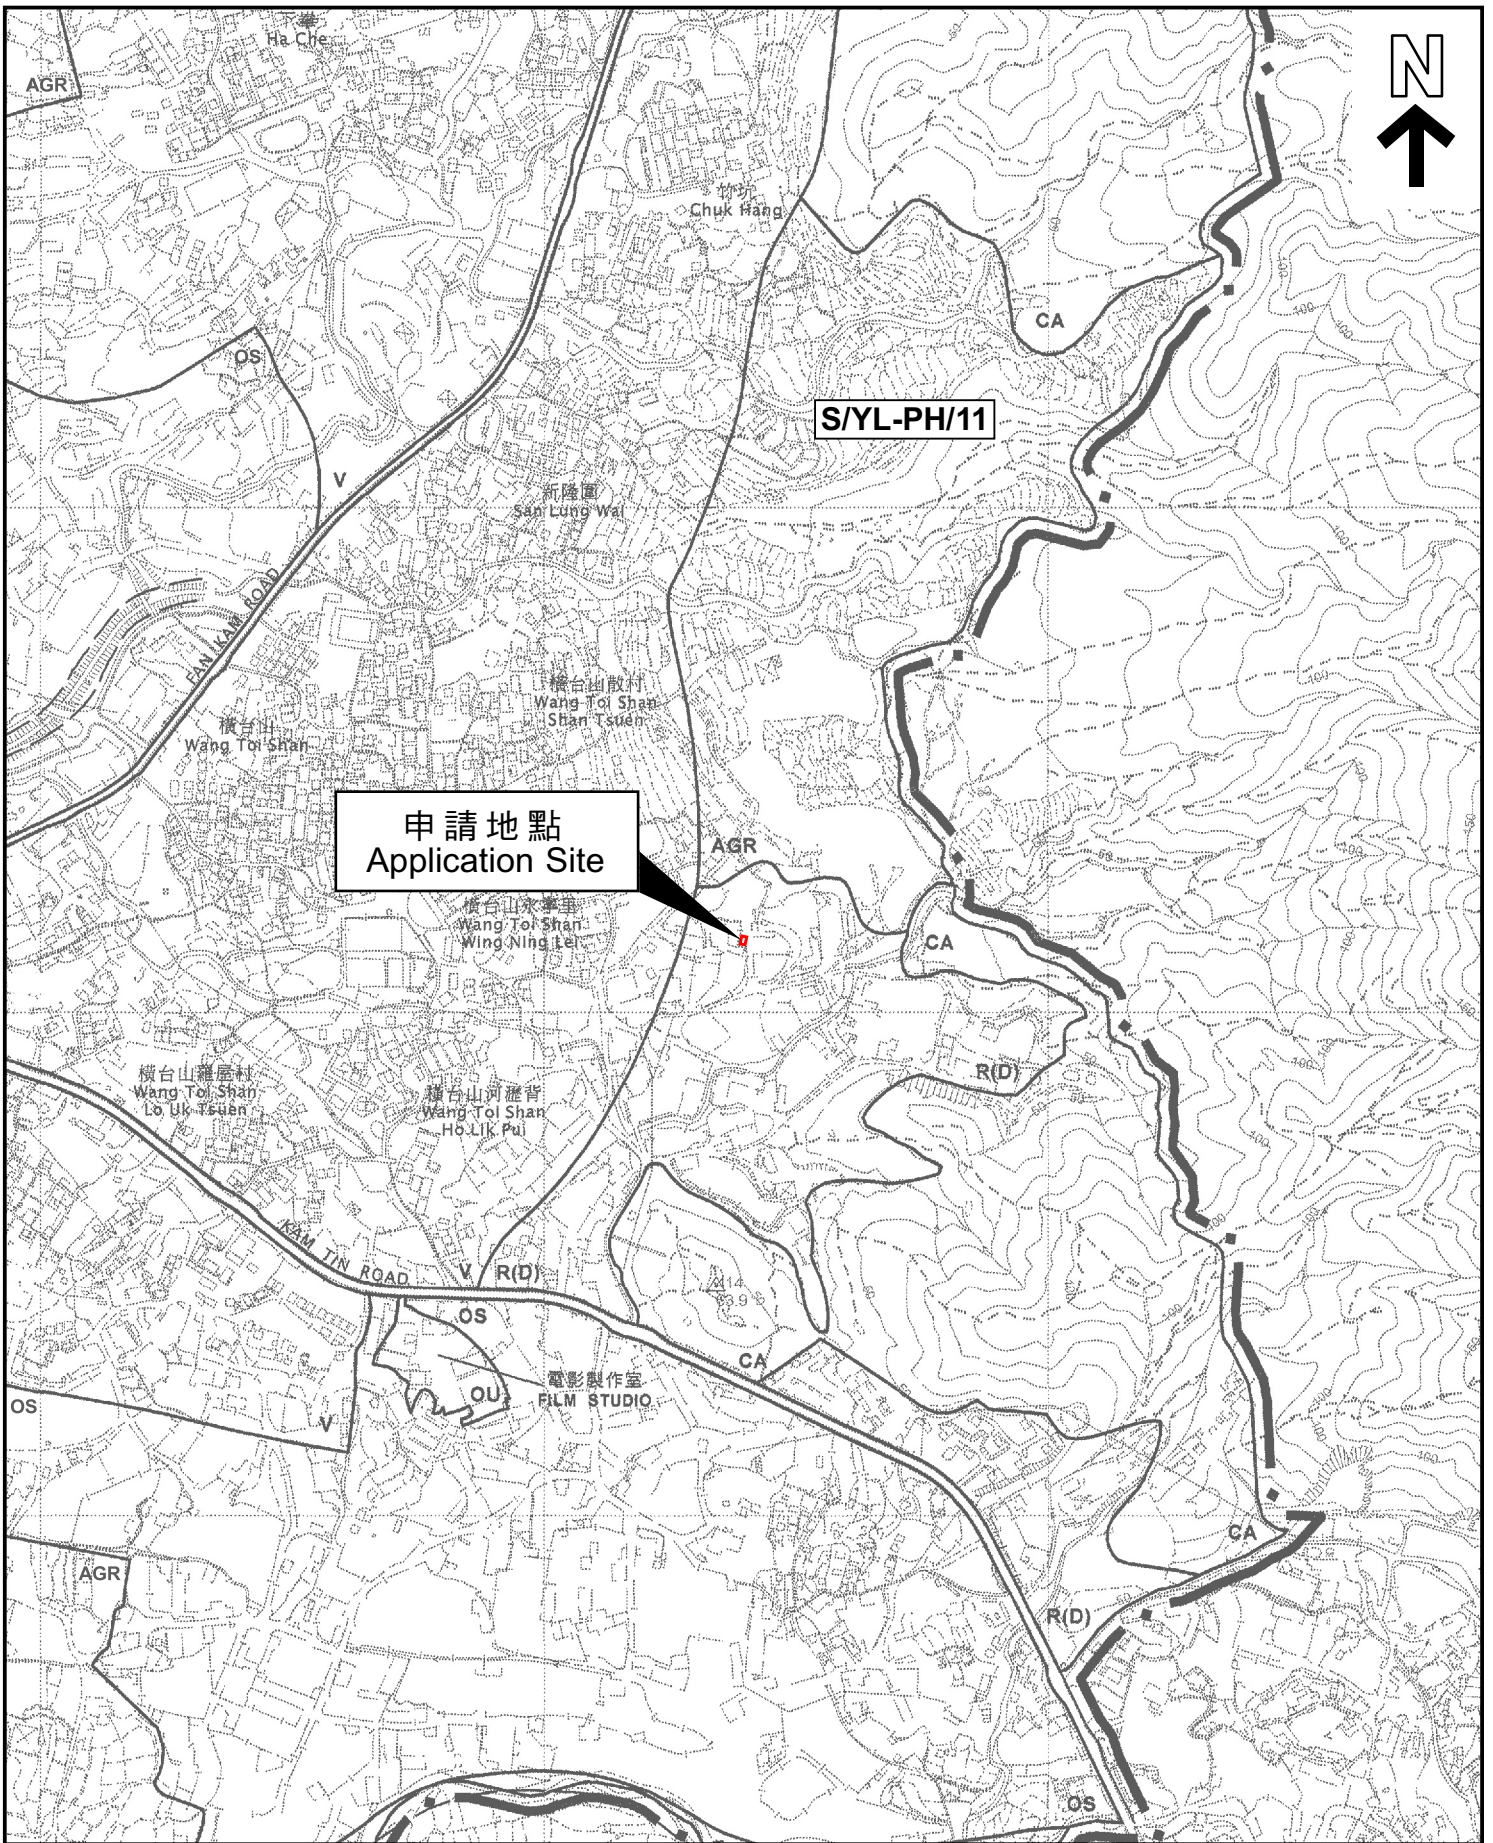 下輋
Ha Che
N
AGR
竹坑
Chuk Hang
CA
OS
S/YL-PH/11
V
新隆圍
San Lung Wai
FAN KAM ROAD
橫台山散村
Wang Toi Shan
Shan Tsuen
橫台山
Wang Toi Shan
申請地點
Application Site
AGR
橫台山永寧里
Wang Toi Shan
Wing Ning Lei
CA
橫台山羅屋村
Wang Toi Shan
Lo Uk Tsuen
橫台山河瀝背
Wang Toi Shan
Ho Lik Pui
R(D)
KAM TIN ROAD
V
R(D)
OS
CA
電影製作室
FILM STUDIO
OU
OS
V
AGR
CA
R(D)
OS